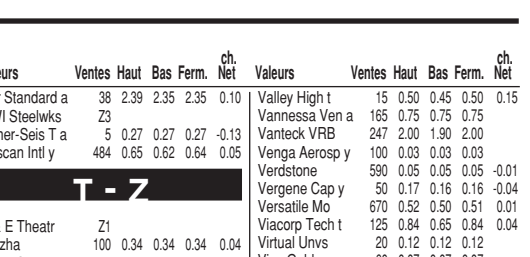 ch.
Ventes Haut Bas Ferm. Net
Standard a 38 2.39 2.35 2.35 0.10
Steelwks Z3
-Seis T a 5 0.27 0.27 0.27 -0.13
Intl y 484 0.65 0.62 0.64 0.05
T - Z
E Theatr Z1
100 0.34 0.34 0.34 0.04
ch.
Valeurs Ventes Haut Bas Ferm. Net
Valley High t 15 0.50 0.45 0.50 0.15
Vannessa Ven a 165 0.75 0.75 0.75
Vanteck VRB 247 2.00 1.90 2.00
Venga Aerosp y 100 0.03 0.03 0.03
Verdstone 590 0.05 0.05 0.05 -0.01
Vergene Cap y 50 0.17 0.16 0.16 -0.04
Versatile Mo 670 0.52 0.50 0.51 0.01
Viacorp Tech t 125 0.84 0.65 0.84 0.04
Virtual Unvs 20 0.12 0.12 0.12